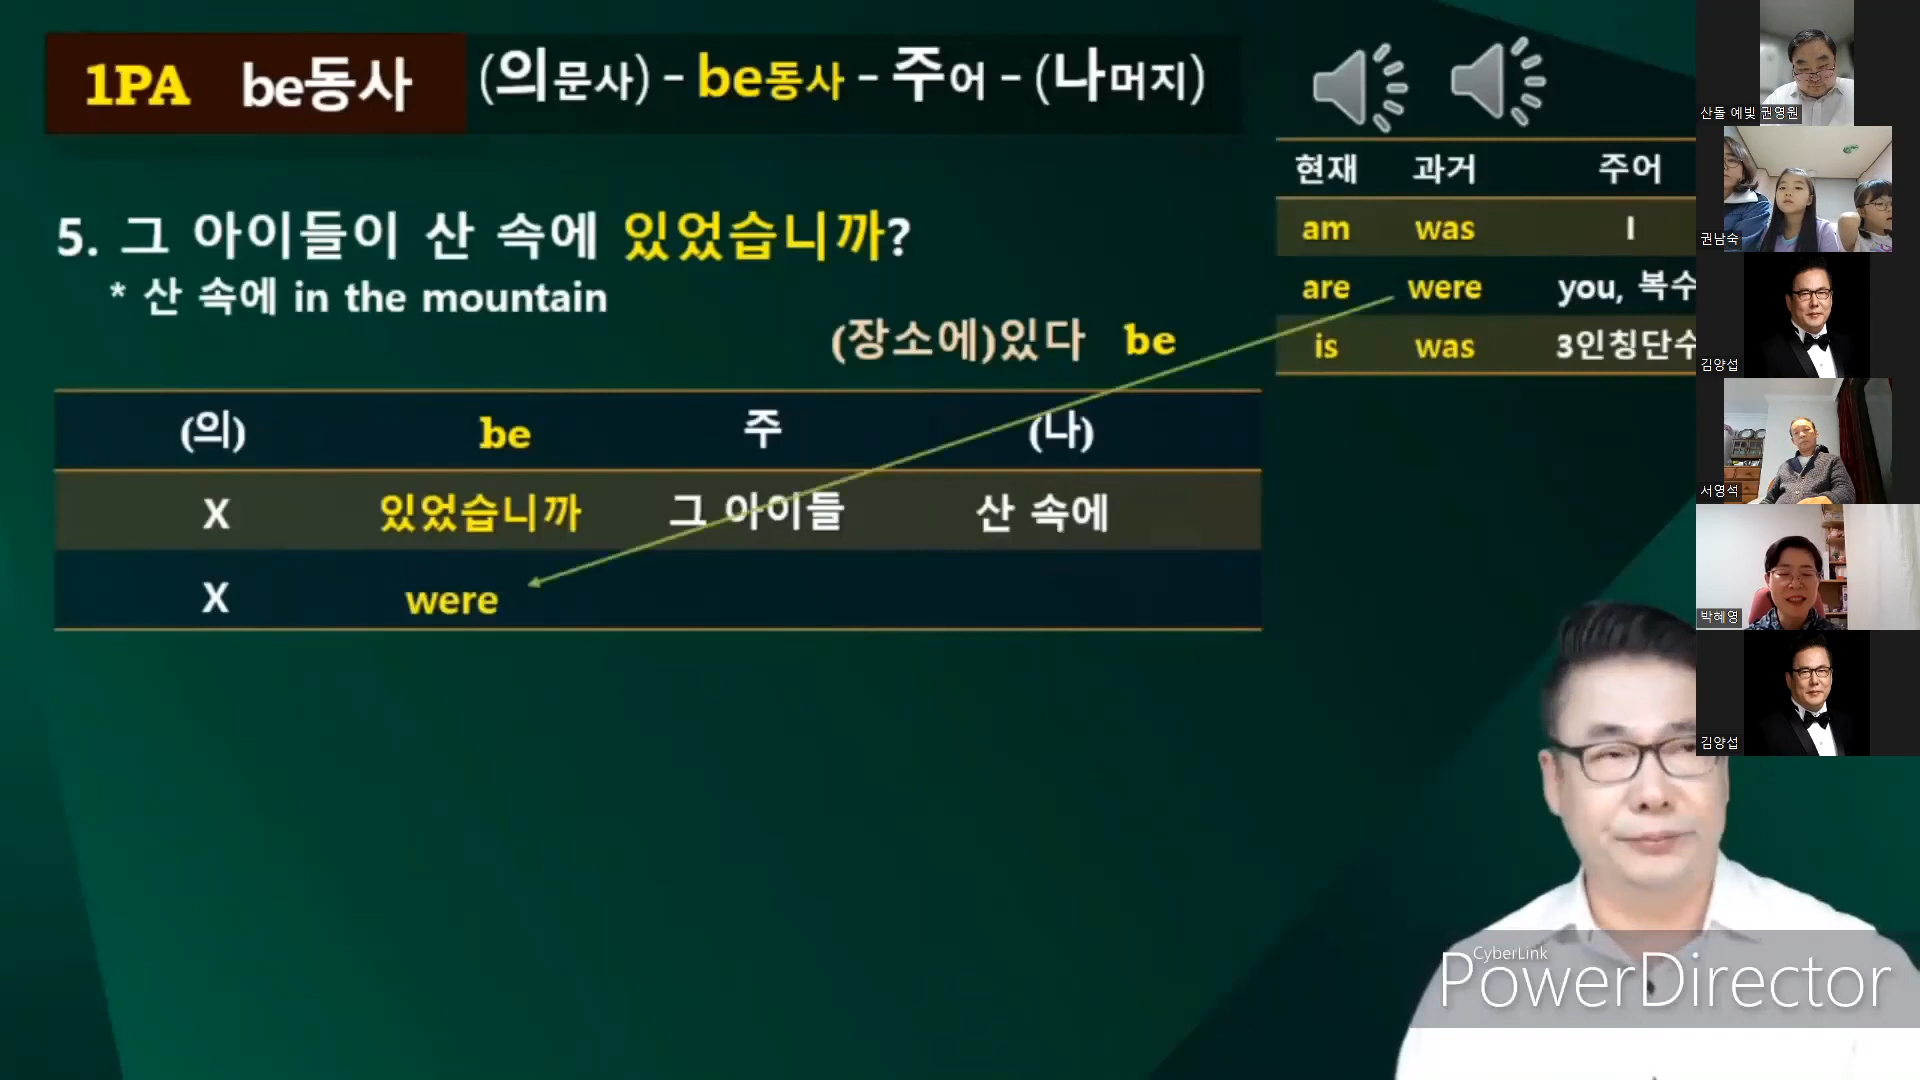 1PA be동사 (의문사) - be동사 - 주어 - (나머지)
5. 그 아이들이 산 속에 있었습니까?
* 산 속에 in the mountain
(장소에)있다 be
현재 과거 주어
am was I
are were you, 복수
is was 3인칭단수
(의) be 주 (나)
X 있었습니까 그 아이들 산 속에
X were
산돌 예빛 권영원
권남숙
김양섭
서영석
박혜영
김양섭
CyberLink
PowerDirector